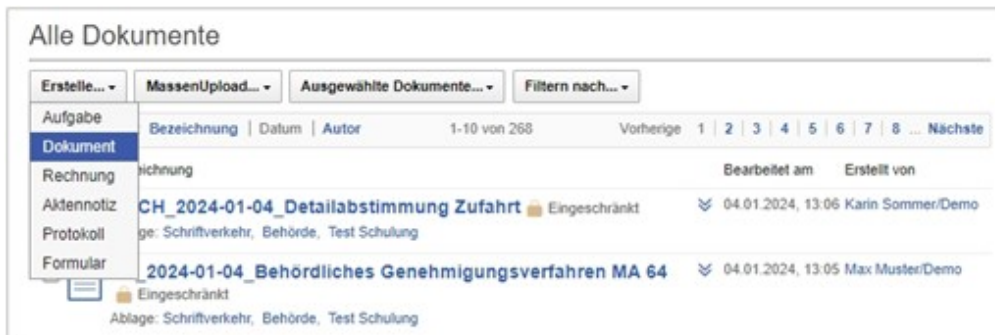 Alle Dokumente
Erstelle... MassenUpload... Ausgewählte Dokumente... Filtern nach...
Aufgabe
Bezeichnung | Datum | Autor 1-10 von 268 Vorherige 1 | 2 | 3 | 4 | 5 | 6 | 7 | 8 ... Nächste
Dokument
Rechnung
eichnung Bearbeitet am Erstellt von
Aktennotiz
CH_2024-01-04_Detailabstimmung Zufahrt Eingeschränkt 04.01.2024, 13:06 Karin Sommer/Demo
Protokoll
ge: Schriftverkehr, Behörde, Test Schulung
Formular
_2024-01-04_Behördliches Genehmigungsverfahren MA 64 04.01.2024, 13:05 Max Muster/Demo
Eingeschränkt
Ablage: Schriftverkehr, Behörde, Test Schulung